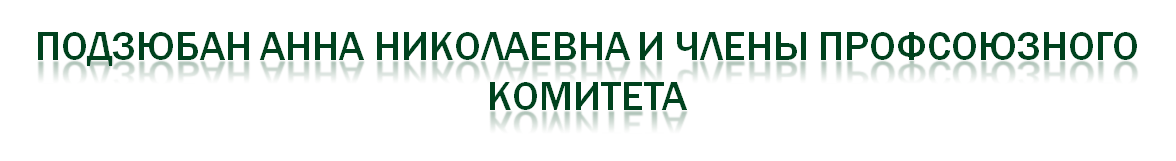 ПОДЗЮБАН АННА НИКОЛАЕВНА И ЧЛЕНЫ ПРОФСОЮЗНОГО
КОМИТЕТА